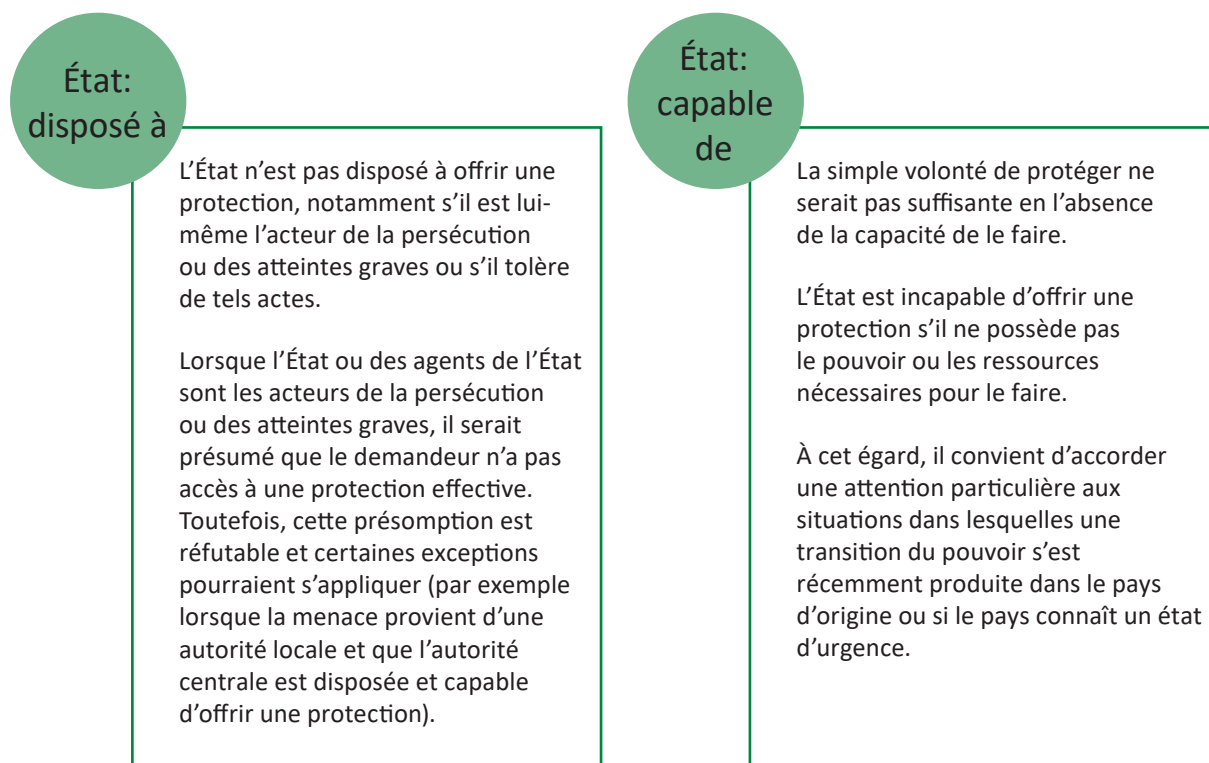 État:
disposé à
L’État n’est pas disposé à offrir une
protection, notamment s’il est lui-
même l’acteur de la persécution
ou des atteintes graves ou s’il tolère
de tels actes.
Lorsque l’État ou des agents de l’État
sont les acteurs de la persécution
ou des atteintes graves, il serait
présumé que le demandeur n’a pas
accès à une protection effective.
Toutefois, cette présomption est
réfutable et certaines exceptions
pourraient s’appliquer (par exemple
lorsque la menace provient d’une
autorité locale et que l’autorité
centrale est disposée et capable
d’offrir une protection).
État:
capable
de
La simple volonté de protéger ne
serait pas suffisante en l’absence
de la capacité de le faire.
L’État est incapable d’offrir une
protection s’il ne possède pas
le pouvoir ou les ressources
nécessaires pour le faire.
À cet égard, il convient d’accorder
une attention particulière aux
situations dans lesquelles une
transition du pouvoir s’est
récemment produite dans le pays
d’origine ou si le pays connaît un état
d’urgence.